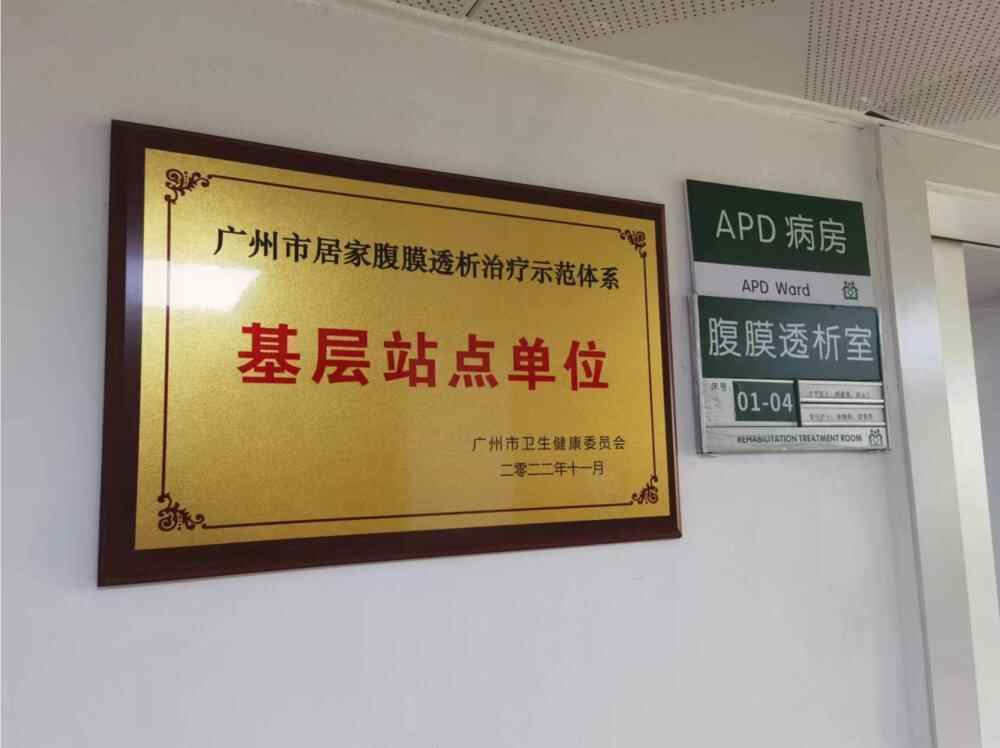 广州市居家腹膜透析治疗示范体系
基层站点单位
广州市卫生健康委员会
二零二二年十一月
APD 病房
APD Ward
腹膜透析室
床号
01-04
REHABILITATION TREATMENT ROOM